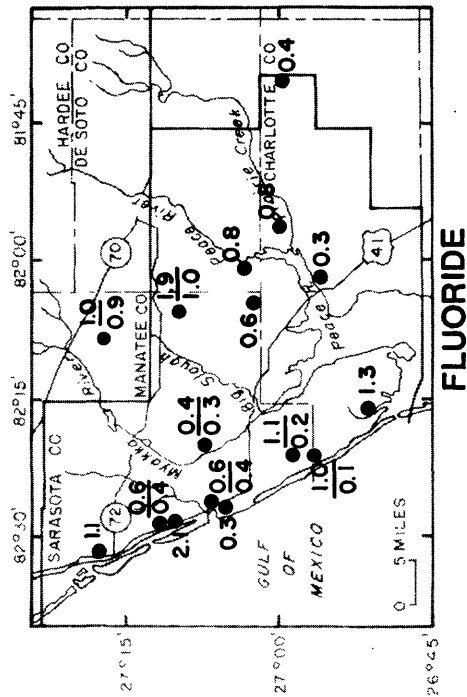 81°45'
82°00'
82°15'
82°30'
HARDEE CO
DE SOTO CO
CHARLOTTE CO
MANATEE CO
SARASOTA CC
70
72
41
River
Peace
Creek
Myakka
River
Big
Slough
Peace
GULF
OF
MEXICO
0 5 MILES
27°15'
27°00'
26°45'
0.4
0.8
0.8
0.3
1.9
1.0
0.6
1.0
0.9
0.4
0.3
1.1
0.2
1.0
0.1
1.3
0.6
0.4
0.3
0.6
0.4
2.
1.1
FLUORIDE